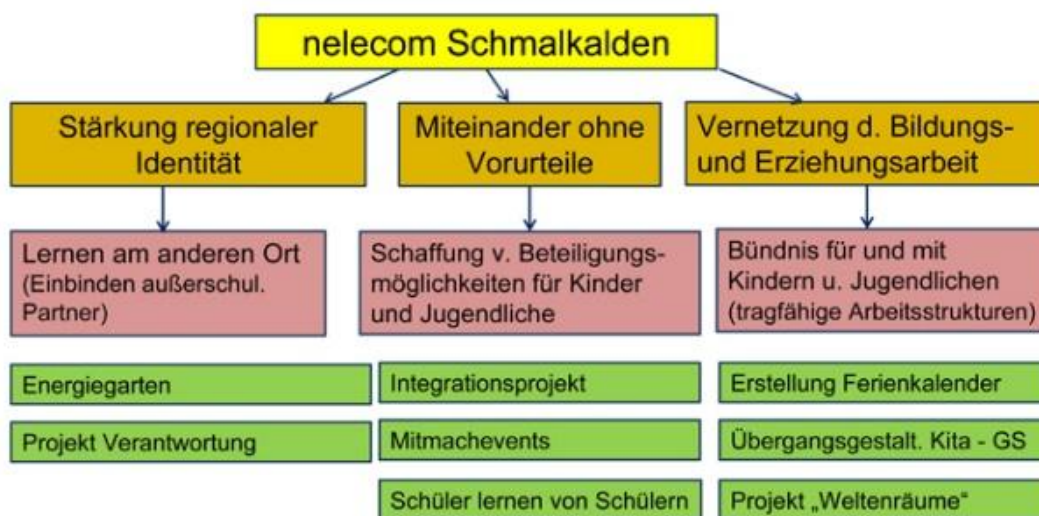 nelecom Schmalkalden
Stärkung regionaler
Identität
Miteinander ohne
Vorurteile
Vernetzung d. Bildungs-
und Erziehungsarbeit
Lernen am anderen Ort
(Einbinden außerschul.
Partner)
Schaffung v. Beteiligungs-
möglichkeiten für Kinder
und Jugendliche
Bündnis für und mit
Kindern u. Jugendlichen
(tragfähige Arbeitsstrukturen)
Energiegarten
Integrationsprojekt
Erstellung Ferienkalender
Projekt Verantwortung
Mitmachevents
Übergangsgestalt. Kita - GS
Schüler lernen von Schülern
Projekt „Weltenräume“